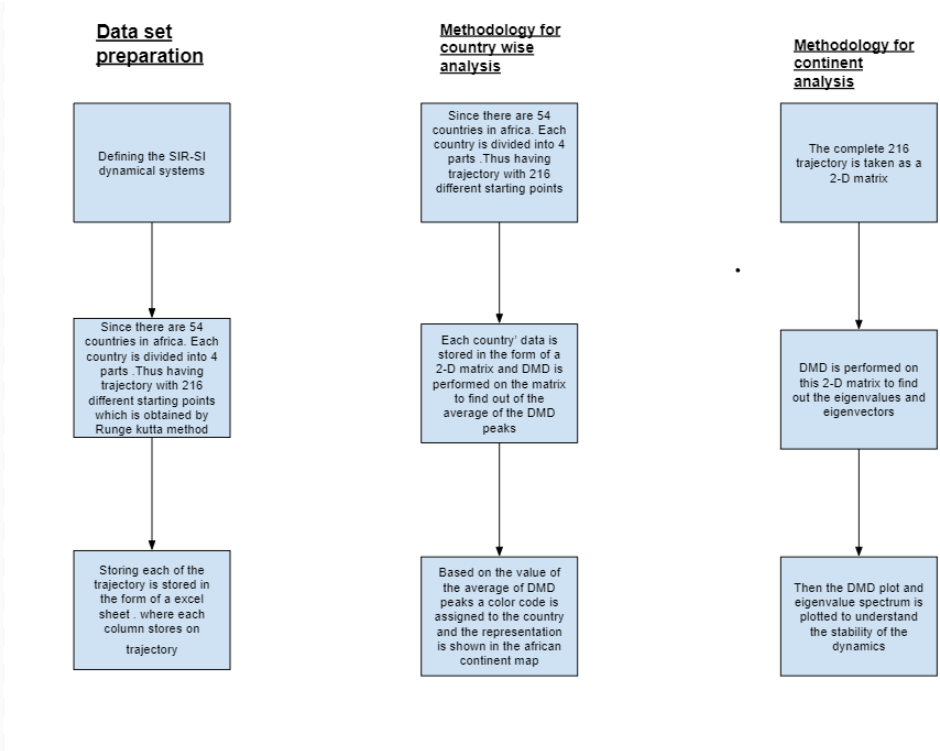 Data set
preparation
Defining the SIR-SI
dynamical systems
Since there are 54
countries in africa. Each
country is divided into 4
parts .Thus having
trajectory with 216
different starting points
which is obtained by
Runge kutta method
Storing each of the
trajectory is stored in
the form of a excel
sheet . where each
column stores on
trajectory
Methodology for
country wise
analysis
Since there are 54
countries in africa. Each
country is divided into 4
parts .Thus having
trajectory with 216
different starting points
Each country' data is
stored in the form of a
2-D matrix and DMD is
performed on the matrix
to find out of the
average of the DMD
peaks
Based on the value of
the average of DMD
peaks a color code is
assigned to the country
and the representation
is shown in the african
continent map
Methodology for
continent
analysis
The complete 216
trajectory is taken as a
2-D matrix
DMD is performed on
this 2-D matrix to find
out the eigenvalues and
eigenvectors
Then the DMD plot and
eigenvalue spectrum is
plotted to understand
the stability of the
dynamics